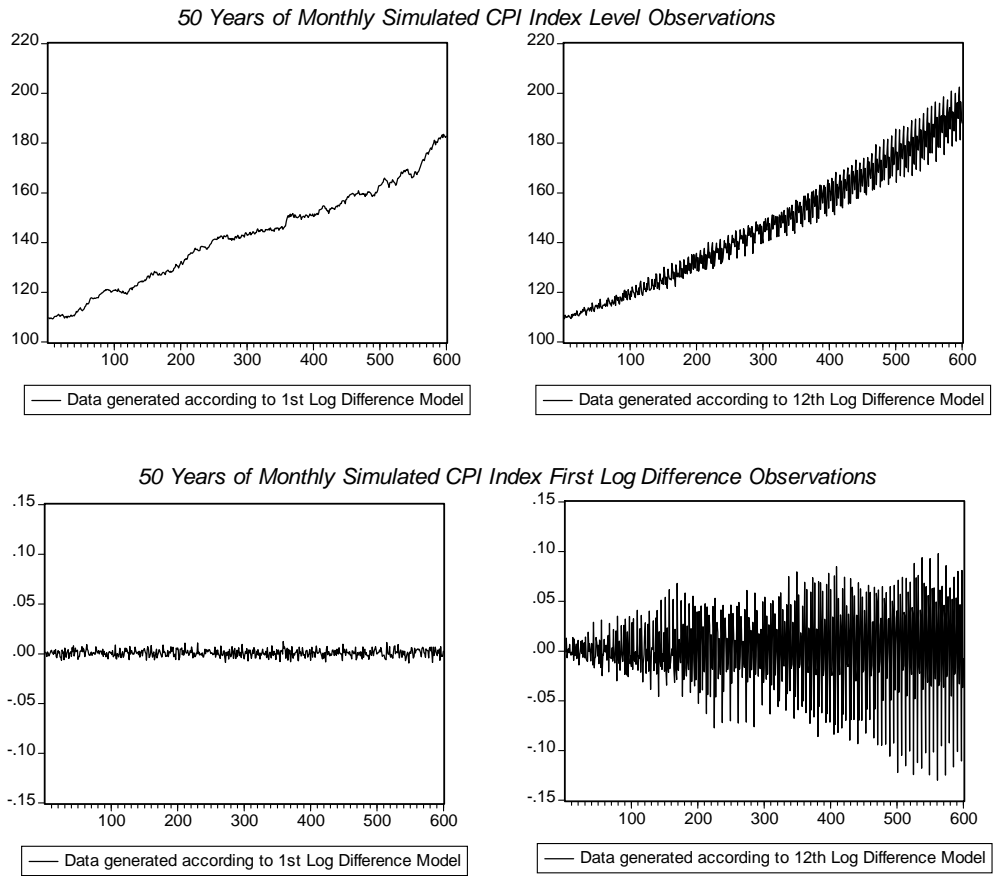 50 Years of Monthly Simulated CPI Index Level Observations
220
200
180
160
140
120
100
100 200 300 400 500 600
Data generated according to 1st Log Difference Model
220
200
180
160
140
120
100
100 200 300 400 500 600
Data generated according to 12th Log Difference Model
50 Years of Monthly Simulated CPI Index First Log Difference Observations
.15
.10
.05
.00
-.05
-.10
-.15
100 200 300 400 500 600
Data generated according to 1st Log Difference Model
.15
.10
.05
.00
-.05
-.10
-.15
100 200 300 400 500 600
Data generated according to 12th Log Difference Model